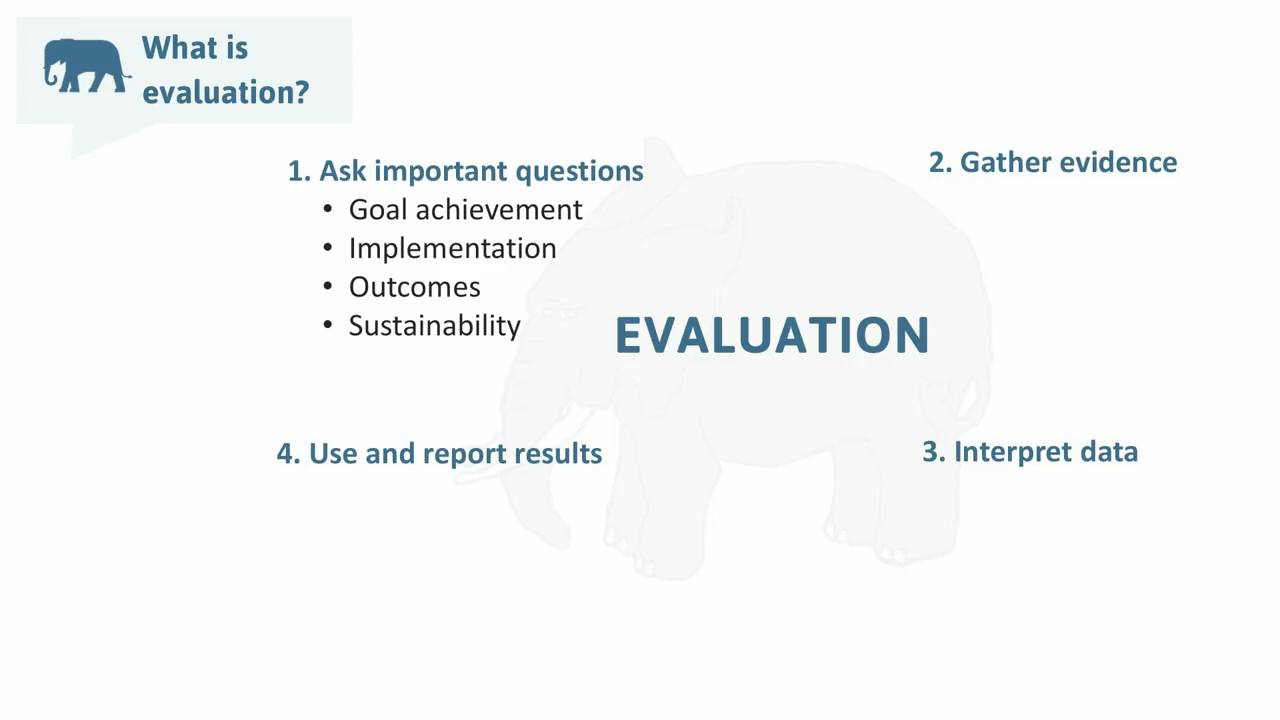 What is
evaluation?
1. Ask important questions
• Goal achievement
• Implementation
• Outcomes
• Sustainability
2. Gather evidence
EVALUATION
4. Use and report results
3. Interpret data